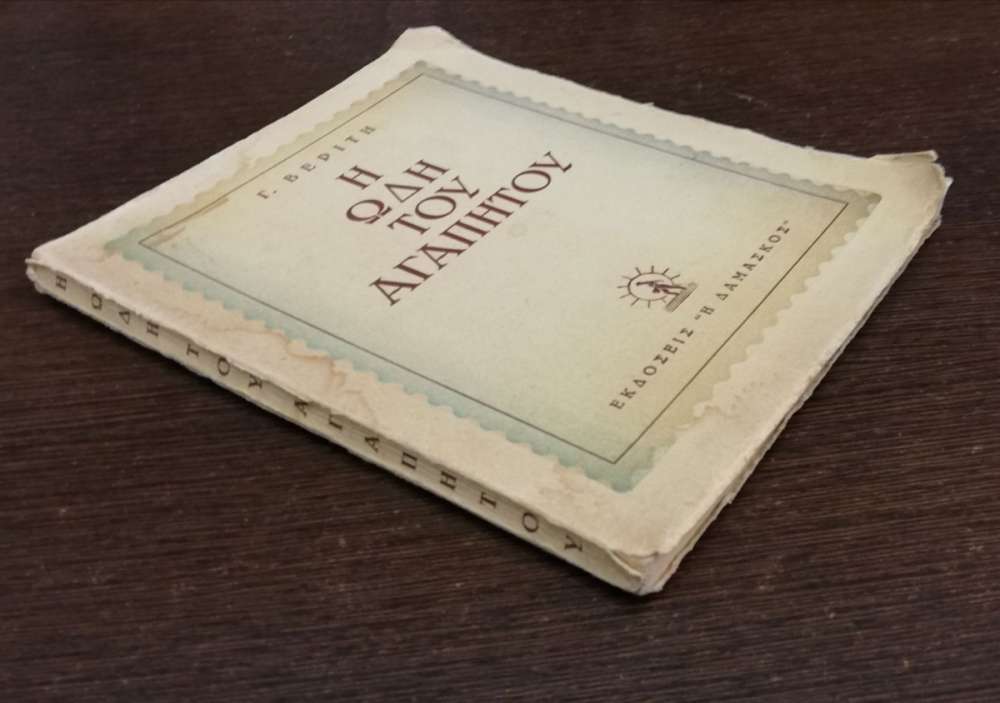 Γ. ΒΕΡΙΤΗ
Η
ΩΔΗ
ΤΟΥ
ΑΓΑΠΗΤΟΥ
ΕΚΔΟΣΕΙΣ "Η ΔΑΜΑΣΚΟΣ"
Η ΩΔΗ ΤΟΥ ΑΓΑΠΗΤΟΥ